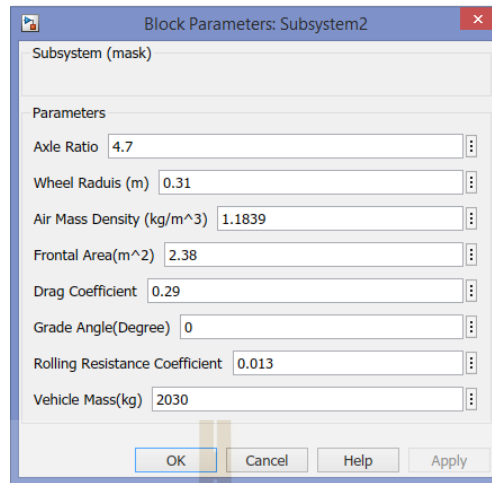 Block Parameters: Subsystem2
Subsystem (mask)
Parameters
Axle Ratio 4.7
Wheel Raduis (m) 0.31
Air Mass Density (kg/m^3) 1.1839
Frontal Area(m^2) 2.38
Drag Coefficient 0.29
Grade Angle(Degree) 0
Rolling Resistance Coefficient 0.013
Vehicle Mass(kg) 2030
OK Cancel Help Apply